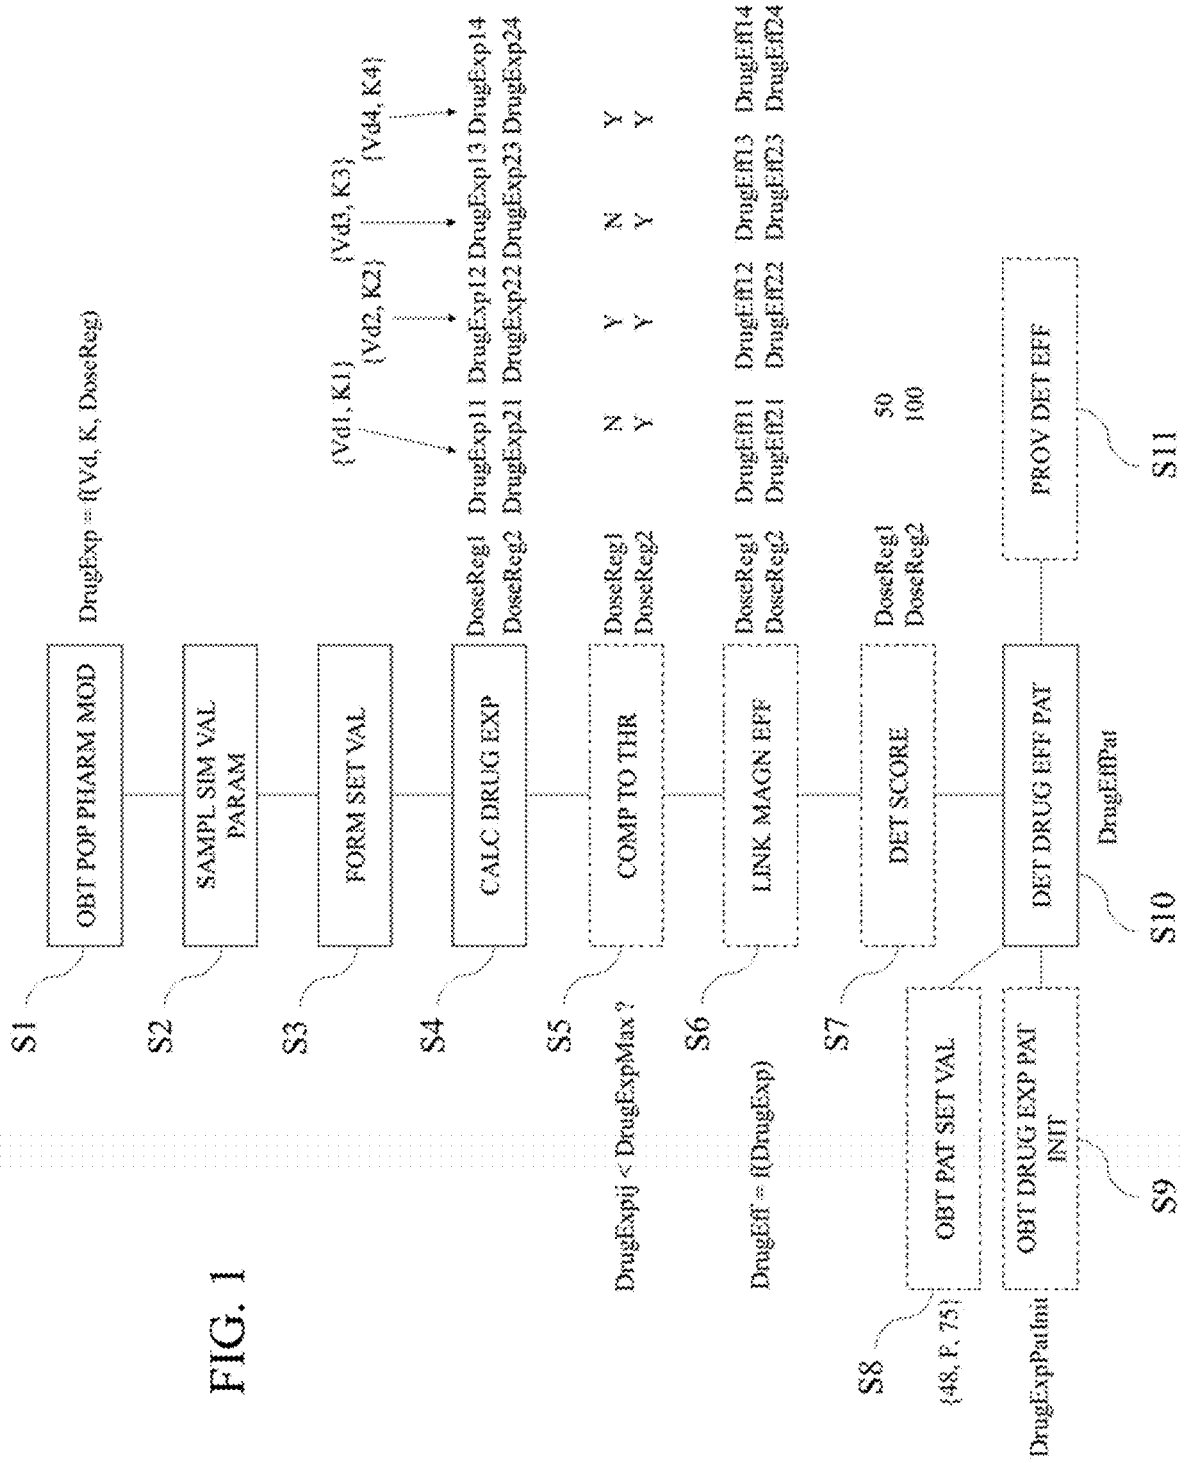 FIG. 1
S1
OBT POP PHARM MOD
DrugExp = f(Vd, K, DoseReg)
S2
SAMPL SIM VAL
PARAM
S3
FORM SET VAL
{Vd1, K1}
{Vd2, K2}
{Vd3, K3}
{Vd4, K4}
S4
CALC DRUG EXP
DoseReg1 DrugExp11 DrugExp12 DrugExp13 DrugExp14
DoseReg2 DrugExp21 DrugExp22 DrugExp23 DrugExp24
S5
DrugExpij < DrugExpMax ?
COMP TO THR
DoseReg1 N Y N Y
DoseReg2 Y Y Y Y
S6
DrugEff = f(DrugExp)
LINK MAGN EFF
DoseReg1 DrugEff11 DrugEff12 DrugEff13 DrugEff14
DoseReg2 DrugEff21 DrugEff22 DrugEff23 DrugEff24
S7
DET SCORE
DoseReg1 50
DoseReg2 100
S8
{48, P, 75}
OBT PAT SET VAL
DrugExpPatInit
OBT DRUG EXP PAT
INIT
S9
DET DRUG EFF PAT
S10
DrugEffPat
PROV DET EFF
S11